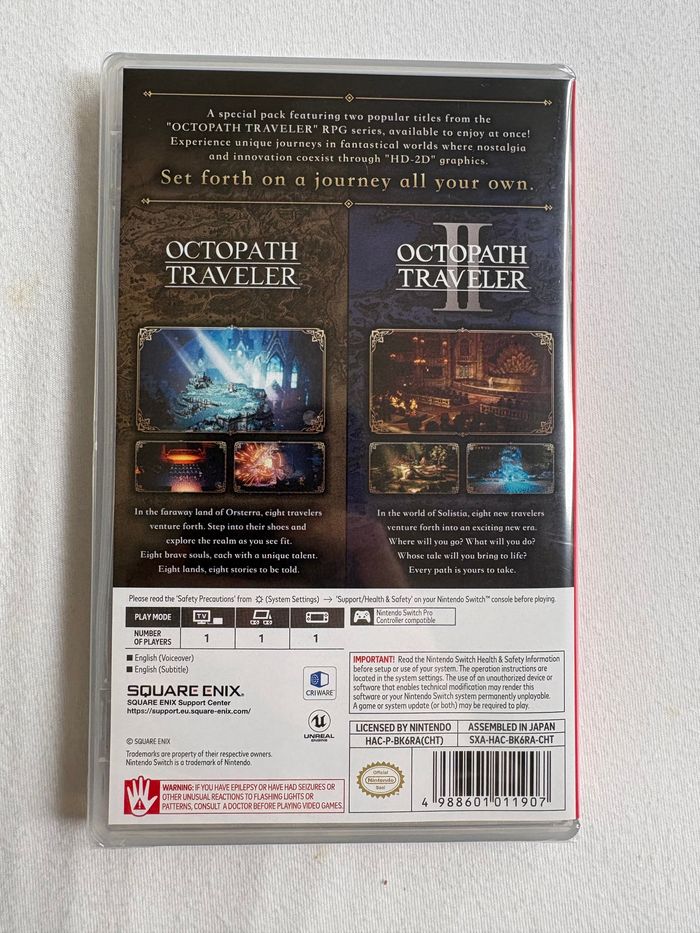 A special pack featuring two popular titles from the
"OCTOPATH TRAVELER" RPG series, available to enjoy at once!
Experience unique journeys in fantastical worlds where nostalgia
and innovation coexist through "HD-2D" graphics.
Set forth on a journey all your own.
OCTOPATH
TRAVELER
OCTOPATH
TRAVELER
II
In the faraway land of Orsterra, eight travelers
venture forth. Step into their shoes and
explore the realm as you see fit.
Eight brave souls, each with a unique talent.
Eight lands, eight stories to be told.
In the world of Solistia, eight new travelers
venture forth into an exciting new era.
Where will you go? What will you do?
Whose tale will you bring to life?
Every path is yours to take.
Please read the 'Safety Precautions' from (System Settings) → 'Support/Health & Safety' on your Nintendo Switch™ console before playing.
PLAY MODE
TV
NUMBER
OF PLAYERS
1
1
1
Nintendo Switch Pro
Controller compatible
English (Voiceover)
English (Subtitle)
SQUARE ENIX.
SQUARE ENIX Support Center
https://support.eu.square-enix.com/
CRIWARE
UNREAL
ENGINE
© SQUARE ENIX
Trademarks are property of their respective owners.
Nintendo Switch is a trademark of Nintendo.
WARNING: IF YOU HAVE EPILEPSY OR HAVE HAD SEIZURES OR
OTHER UNUSUAL REACTIONS TO FLASHING LIGHTS OR
PATTERNS, CONSULT A DOCTOR BEFORE PLAYING VIDEO GAMES.
IMPORTANT! Read the Nintendo Switch Health & Safety Information
before setup or use of your system. The operation instructions are
located in the system settings. The use of an unauthorized device or
software that enables technical modification may render this
software or your Nintendo Switch system permanently unplayable.
A game or system update (or both) may be required to play.
LICENSED BY NINTENDO
ASSEMBLED IN JAPAN
HAC-P-BK6RA(CHT)
SXA-HAC-BK6RA-CHT
Official
Nintendo
Seal
4 988601 011907